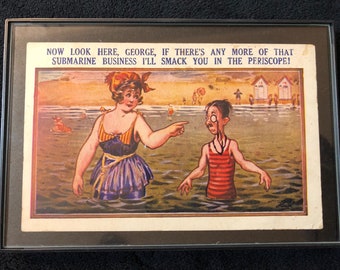 NOW LOOK HERE, GEORGE, IF THERE'S ANY MORE OF THAT
SUBMARINE BUSINESS I'LL SMACK YOU IN THE PERISCOPE!